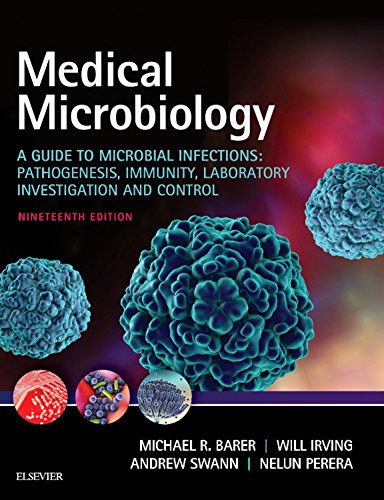 Medical
Microbiology
A GUIDE TO MICROBIAL INFECTIONS:
PATHOGENESIS, IMMUNITY, LABORATORY
INVESTIGATION AND CONTROL
NINETEENTH EDITION
MICHAEL R. BARER | WILL IRVING
ANDREW SWANN | NELUN PERERA
ELSEVIER